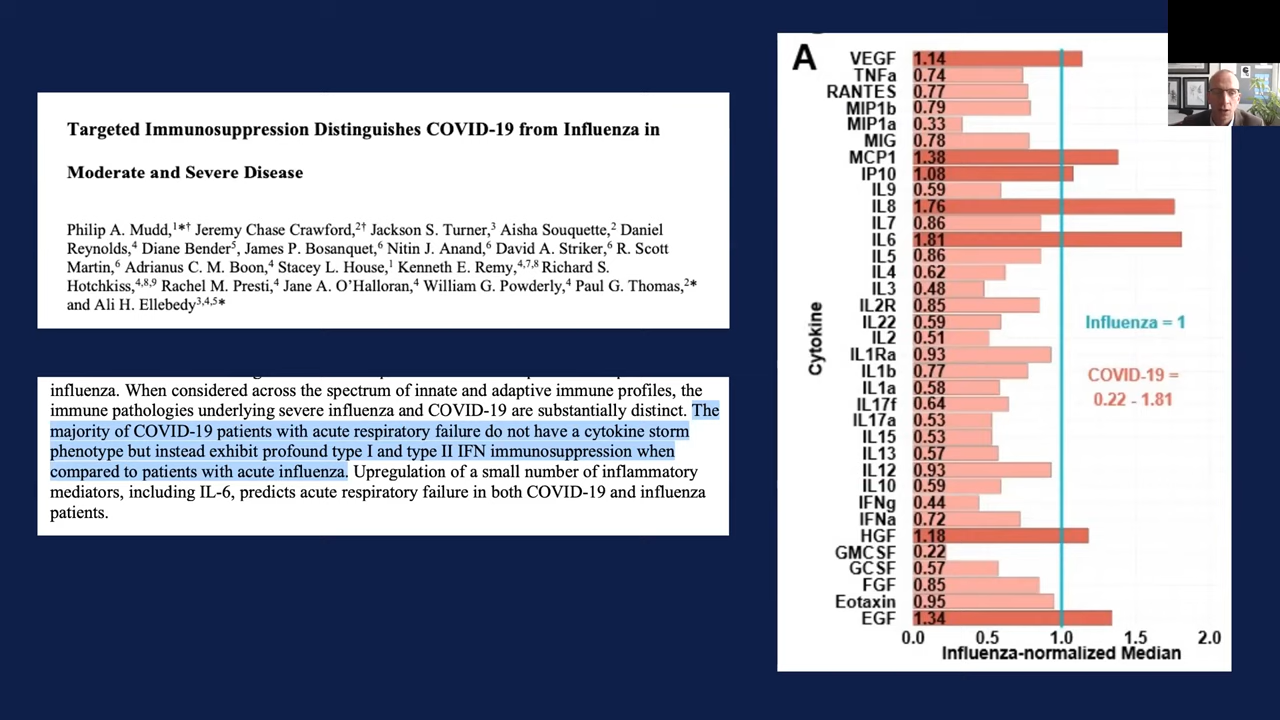 Targeted Immunosuppression Distinguishes COVID-19 from Influenza in
Moderate and Severe Disease
Philip A. Mudd,1*† Jeremy Chase Crawford,2† Jackson S. Turner,3 Aisha Souquette,2 Daniel
Reynolds,4 Diane Bender5, James P. Bosanquet,6 Nitin J. Anand,6 David A. Striker,6 R. Scott
Martin,6 Adrianus C. M. Boon,4 Stacey L. House,1 Kenneth E. Remy,4,7,8 Richard S.
Hotchkiss,4,8,9 Rachel M. Presti,4 Jane A. O’Halloran,4 William G. Powderly,4 Paul G. Thomas,2*
and Ali H. Ellebedy3,4,5*
influenza. When considered across the spectrum of innate and adaptive immune profiles, the
immune pathologies underlying severe influenza and COVID-19 are substantially distinct. The
majority of COVID-19 patients with acute respiratory failure do not have a cytokine storm
phenotype but instead exhibit profound type I and type II IFN immunosuppression when
compared to patients with acute influenza. Upregulation of a small number of inflammatory
mediators, including IL-6, predicts acute respiratory failure in both COVID-19 and influenza
patients.
A
Cytokine
VEGF 1.14
TNFa 0.74
RANTES 0.77
MIP1b 0.79
MIP1a 0.33
MIG 0.78
MCP1 1.38
IP10 1.08
IL9 0.59
IL8 1.76
IL7 0.86
IL6 1.81
IL5 0.86
IL4 0.62
IL3 0.48
IL2R 0.85
IL22 0.59
IL2 0.51
IL1Ra 0.93
IL1b 0.77
IL1a 0.58
IL17f 0.64
IL17a 0.53
IL15 0.53
IL13 0.57
IL12 0.93
IL10 0.59
IFNg 0.44
IFNa 0.72
HGF 1.18
GMCSF 0.22
GCSF 0.57
FGF 0.85
Eotaxin 0.95
EGF 1.34
Influenza = 1
COVID-19 =
0.22 - 1.81
0.0 0.5 1.0 1.5 2.0
Influenza-normalized Median